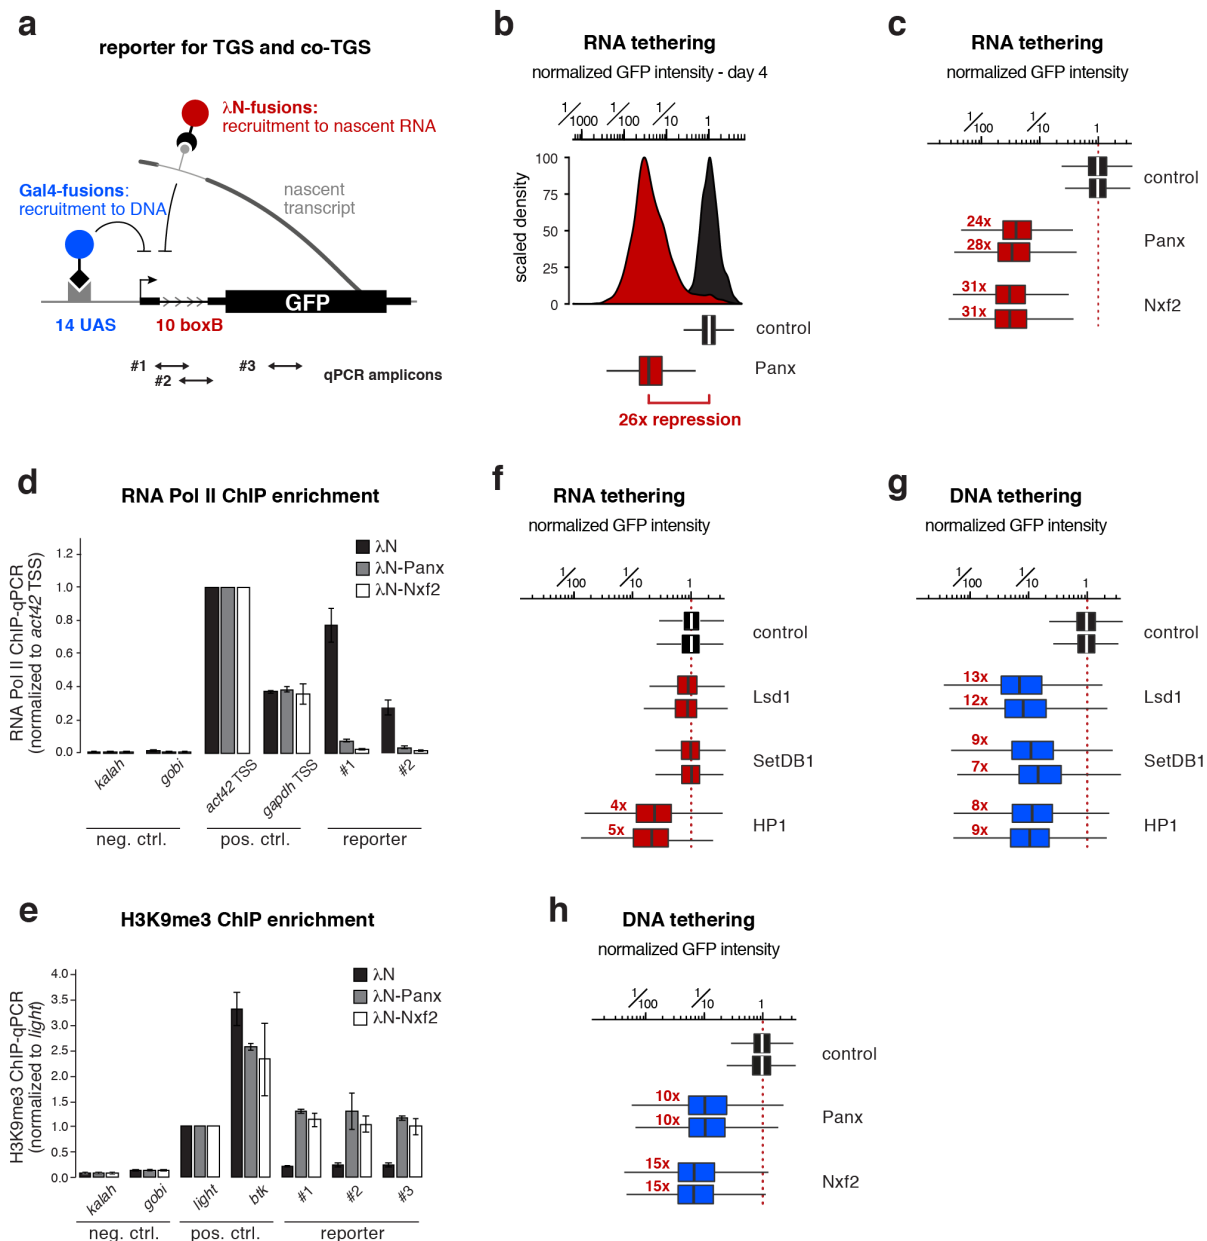 a
reporter for TGS and co-TGS
λN-fusions:
recruitment to nascent RNA
Gal4-fusions:
recruitment to DNA
nascent
transcript
GFP
14 UAS
10 boxB
#1
#2
#3
qPCR amplicons
b
RNA tethering
normalized GFP intensity - day 4
1/1000 1/100 1/10 1
scaled density
100
75
50
25
0
control
Panx
26x repression
c
RNA tethering
normalized GFP intensity
1/100 1/10 1
control
24x
28x
Panx
31x
31x
Nxf2
d
RNA Pol II ChIP enrichment
RNA Pol II ChIP-qPCR
(normalized to act42 TSS)
1.2
1.0
0.8
0.6
0.4
0.2
0.0
λN
λN-Panx
λN-Nxf2
kalah gobi act42 TSS gapdh TSS #1 #2
neg. ctrl. pos. ctrl. reporter
f
RNA tethering
normalized GFP intensity
1/100 1/10 1
control
Lsd1
SetDB1
4x
5x
HP1
g
DNA tethering
normalized GFP intensity
1/100 1/10 1
control
13x
12x
Lsd1
9x
7x
SetDB1
8x
9x
HP1
e
H3K9me3 ChIP enrichment
H3K9me3 ChIP-qPCR
(normalized to light)
4.0
3.5
3.0
2.5
2.0
1.5
1.0
0.5
0.0
λN
λN-Panx
λN-Nxf2
kalah gobi light btk #1 #2 #3
neg. ctrl. pos. ctrl. reporter
h
DNA tethering
normalized GFP intensity
1/100 1/10 1
control
10x
10x
Panx
15x
15x
Nxf2